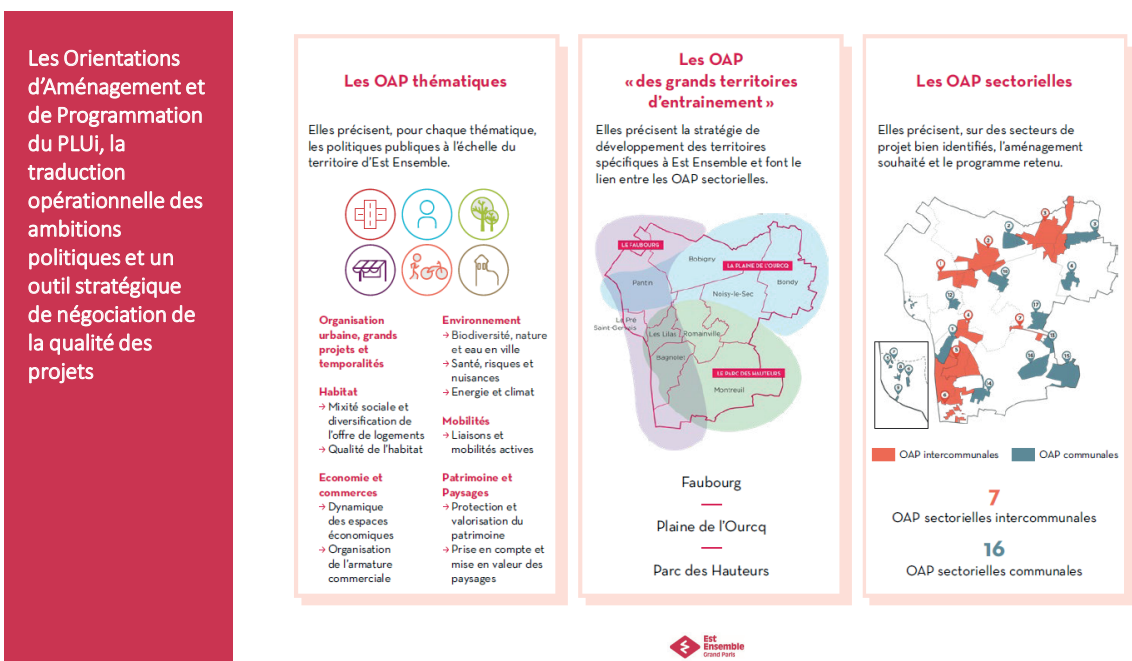 Les Orientations
d'Aménagement et
de Programmation
du PLUi, la
traduction
opérationnelle des
ambitions
politiques et un
outil stratégique
de négociation de
la qualité des
projets
Les OAP thématiques
Elles précisent, pour chaque thématique,
les politiques publiques à l'échelle du
territoire d'Est Ensemble.
Organisation
urbaine, grands
projets et
temporalités
Habitat
→ Mixité sociale et
diversification de
l'offre de logements
→ Qualité de l'habitat
Economie et
commerces
→ Dynamique
des espaces
économiques
→ Organisation
de l'armature
commerciale
Environnement
→ Biodiversité, nature
et eau en ville
→ Santé, risques et
nuisances
→ Energie et climat
Mobilités
→ Liaisons et
mobilités actives
Patrimoine et
Paysages
→ Protection et
valorisation du
patrimoine
→ Prise en compte et
mise en valeur des
paysages
Les OAP
« des grands territoires
d'entrainement »
Elles précisent la stratégie de
développement des territoires
spécifiques à Est Ensemble et font le
lien entre les OAP sectorielles.
LE FAUBOURG
Bobigny
LA PLAINE DE L'OURCQ
Pantin
Bondy
Noisy-le-Sec
Le Pré
Saint-Gervais
Les Lilas
Romainville
Bagnolet
LE PARC DES HAUTEURS
Montreuil
Faubourg
Plaine de l'Ourcq
Parc des Hauteurs
Les OAP sectorielles
Elles précisent, sur des secteurs de
projet bien identifiés, l'aménagement
souhaité et le programme retenu.
OAP intercommunales
OAP communales
7
OAP sectorielles intercommunales
16
OAP sectorielles communales
Est
Ensemble
Grand Paris